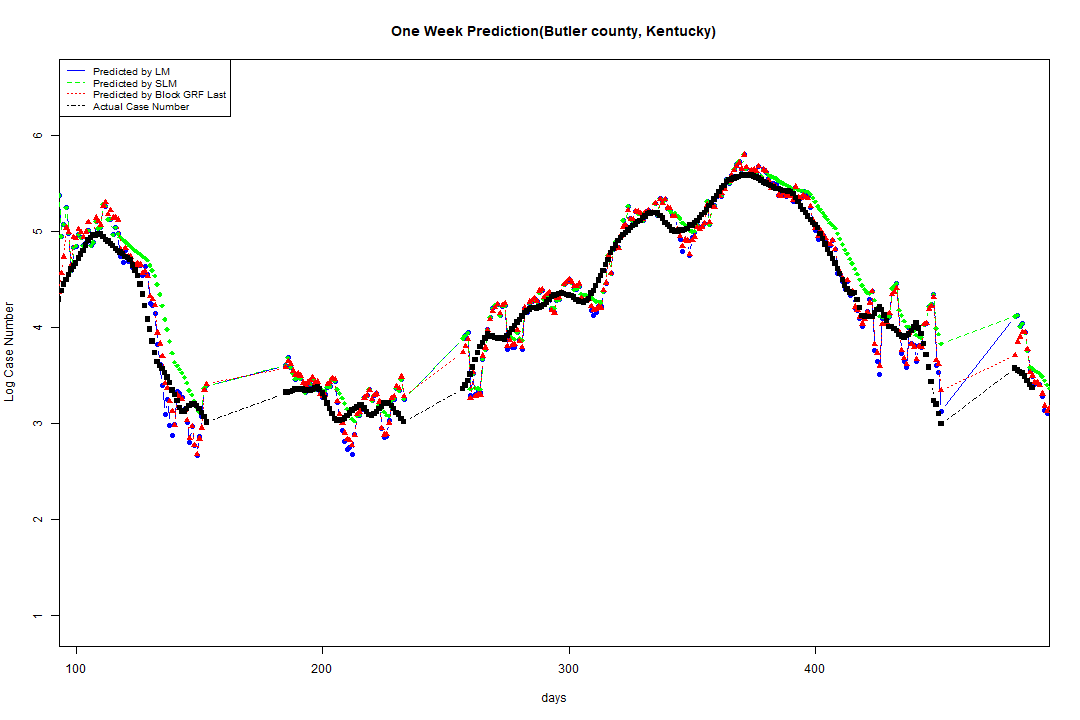 One Week Prediction(Butler county, Kentucky)
Predicted by LM
Predicted by SLM
Predicted by Block GRF Last
Actual Case Number
6
5
4
3
2
1
Log Case Number
100 200 300 400
days